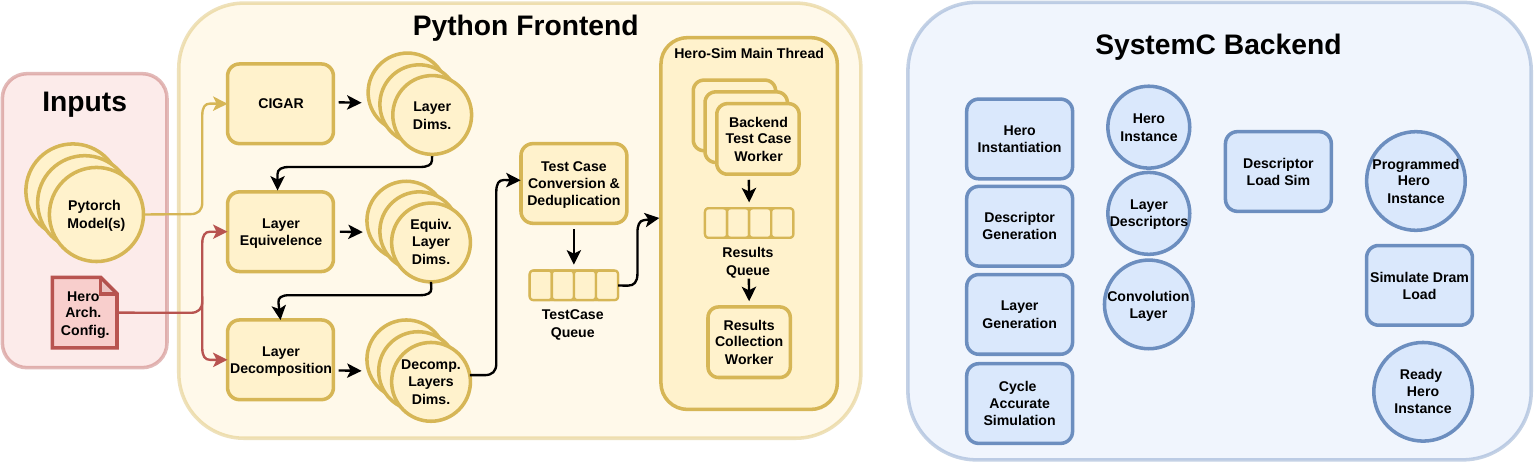 Inputs
Pytorch
Model(s)
Hero
Arch.
Config.
Python Frontend
CIGAR
Layer
Dims.
Layer
Equivelence
Equiv.
Layer
Dims.
Layer
Decomposition
Decomp.
Layers
Dims.
Test Case
Conversion &
Deduplication
TestCase
Queue
Hero-Sim Main Thread
Backend
Test Case
Worker
Results
Queue
Results
Collection
Worker
SystemC Backend
Hero
Instantiation
Descriptor
Generation
Layer
Generation
Cycle
Accurate
Simulation
Hero
Instance
Layer
Descriptors
Convolution
Layer
Descriptor
Load Sim
Programmed
Hero
Instance
Simulate Dram
Load
Ready
Hero
Instance